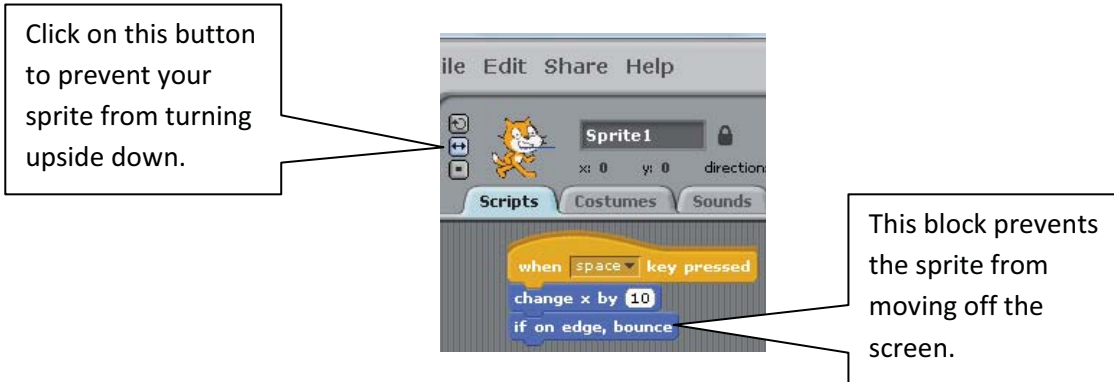 Click on this button
to prevent your
sprite from turning
upside down.
ile Edit Share Help
Sprite1
x: 0 y: 0 direction:
Scripts Costumes Sounds
when space key pressed
change x by 10
if on edge, bounce
This block prevents
the sprite from
moving off the
screen.